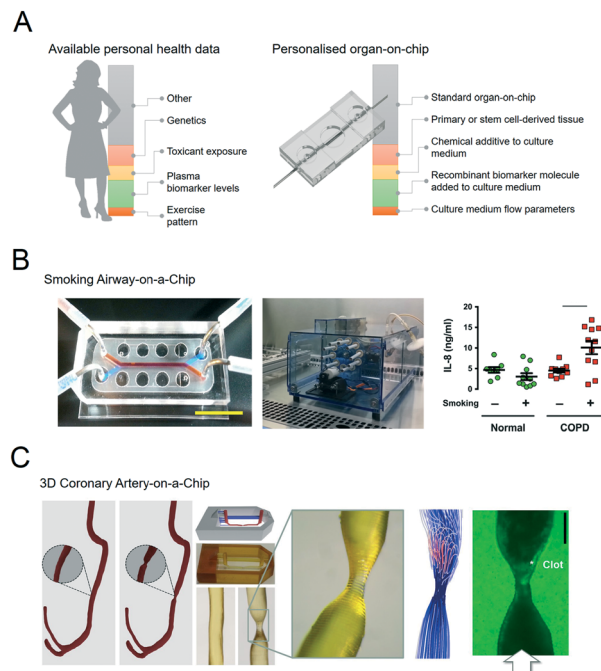 A
Available personal health data
Other
Genetics
Toxicant exposure
Plasma
biomarker levels
Exercise
pattern
Personalised organ-on-chip
Standard organ-on-chip
Primary or stem cell-derived tissue
Chemical additive to culture
medium
Recombinant biomarker molecule
added to culture medium
Culture medium flow parameters
B
Smoking Airway-on-a-Chip
IL-8 (ng/ml)
20
15
10
5
0
Smoking
– + – +
Normal COPD
C
3D Coronary Artery-on-a-Chip
Clot